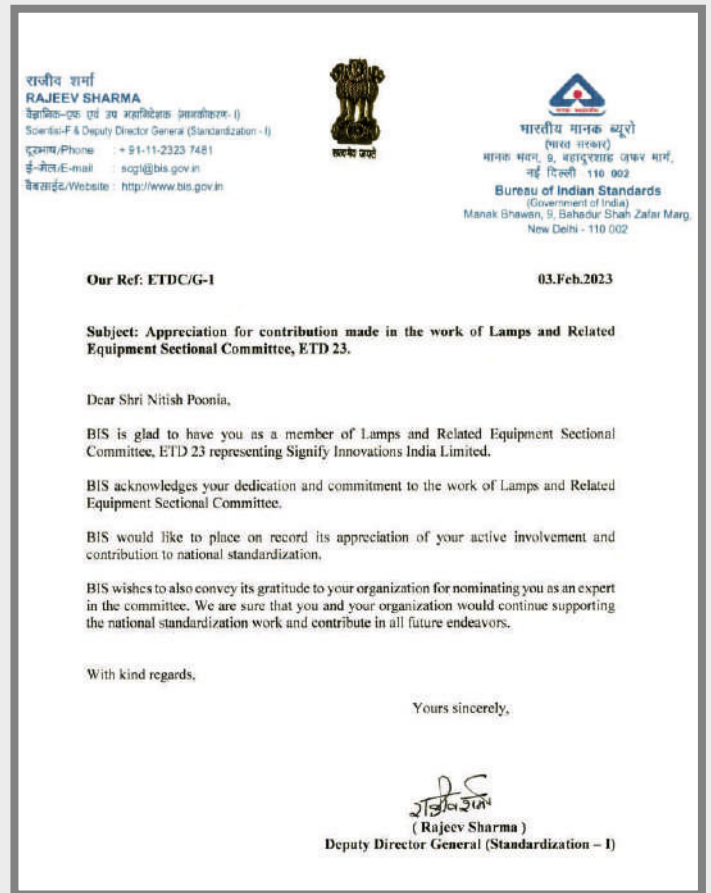 राजीव शर्मा
RAJEEV SHARMA
वैज्ञानिक-एफ एवं उप महानिदेशक (मानकीकरण- I)
Scientist-F & Deputy Director General (Standardization - I)
दूरभाष/Phone : + 91-11-2323 7481
ई-मेल/E-mail :
वैबसाईट/Website : http://www.bis.gov.in
सत्यमेव जयते
भारतीय मानक ब्यूरो
(भारत सरकार)
मानक भवन, 9, बहादुरशाह ज़फर मार्ग,
नई दिल्ली 110 002
Bureau of Indian Standards
(Government of India)
Manak Bhawan, 9, Bahadur Shah Zafar Marg,
New Delhi - 110 002
Our Ref: ETDC/G-1 03.Feb.2023
Subject: Appreciation for contribution made in the work of Lamps and Related
Equipment Sectional Committee, ETD 23.
Dear Shri Nitish Poonia,
BIS is glad to have you as a member of Lamps and Related Equipment Sectional
Committee, ETD 23 representing Signify Innovations India Limited.
BIS acknowledges your dedication and commitment to the work of Lamps and Related
Equipment Sectional Committee.
BIS would like to place on record its appreciation of your active involvement and
contribution to national standardization.
BIS wishes to also convey its gratitude to your organization for nominating you as an expert
in the committee. We are sure that you and your organization would continue supporting
the national standardization work and contribute in all future endeavors.
With kind regards,
Yours sincerely,
राजीव शर्मा
( Rajeev Sharma )
Deputy Director General (Standardization – I)